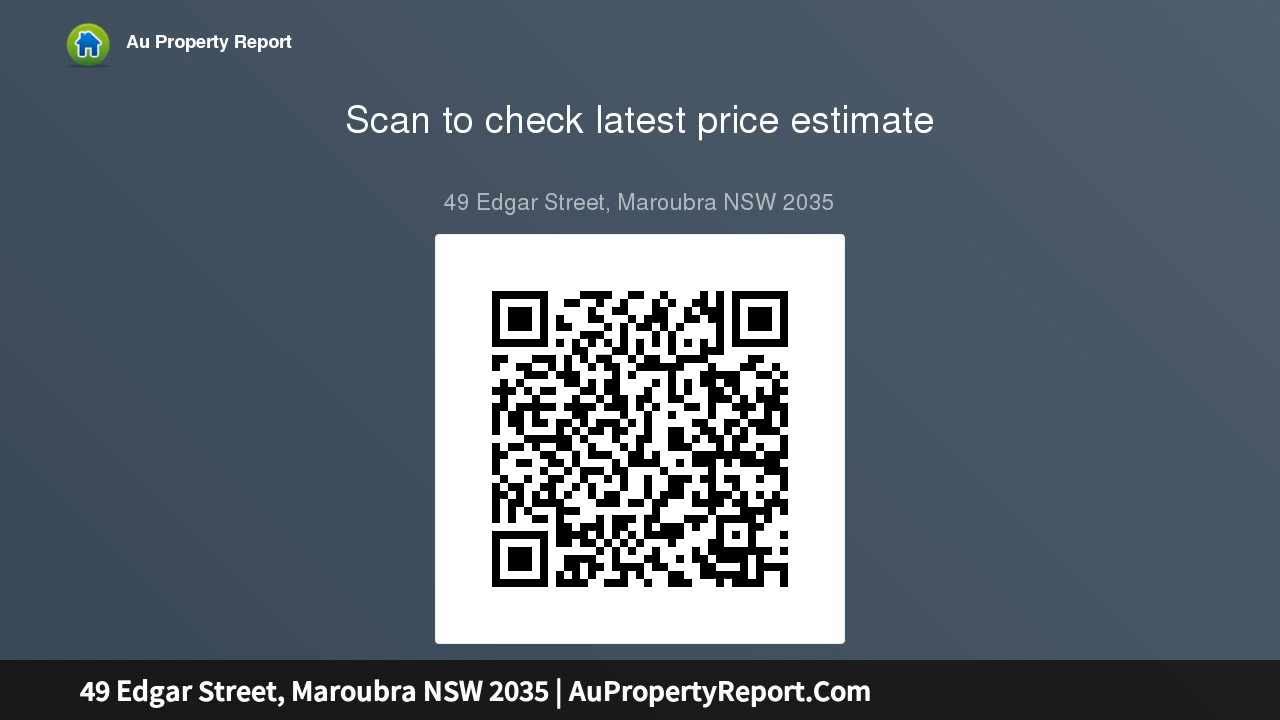 Au Property Report
Scan to check latest price estimate
49 Edgar Street, Maroubra NSW 2035
49 Edgar Street, Maroubra NSW 2035 | AuPropertyReport.Com